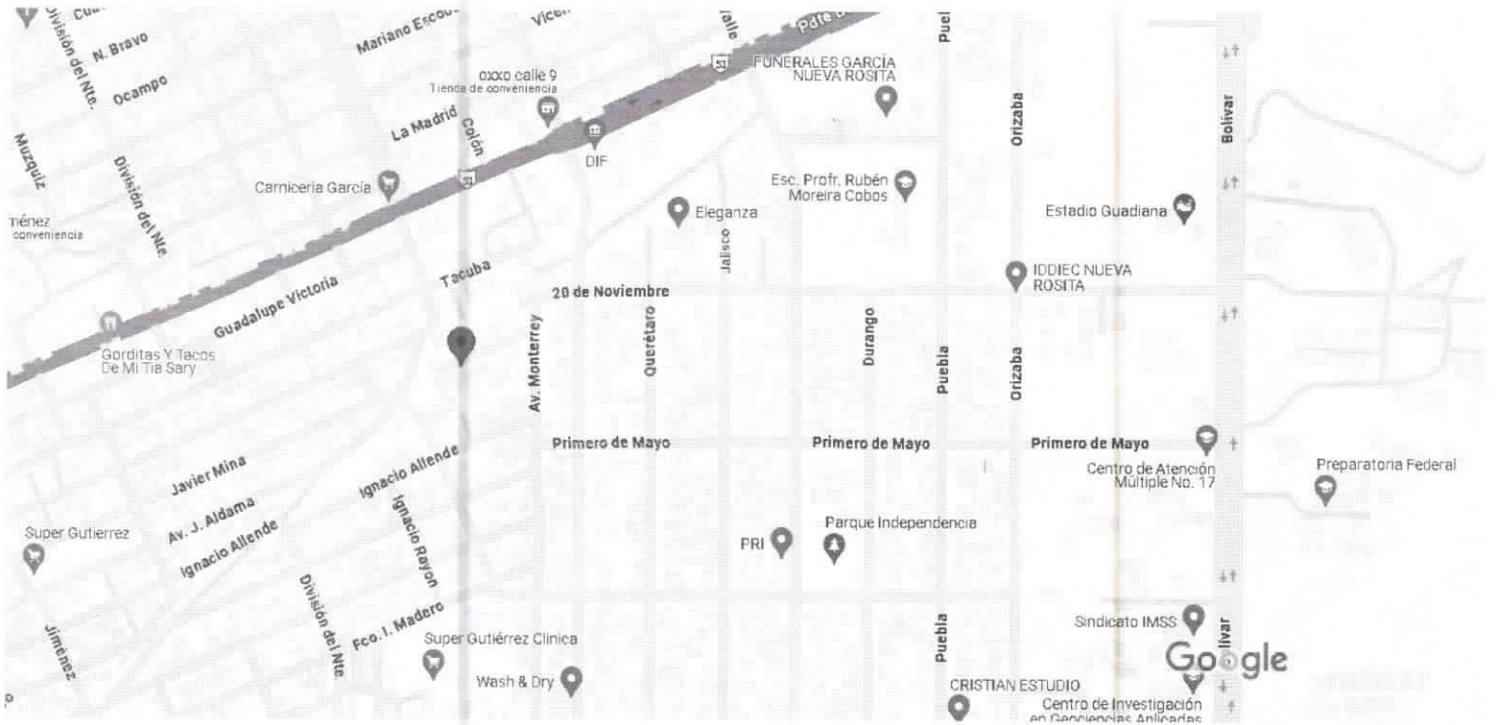 División del Nte.
N. Bravo
Ocampo
Mariano
FUNERALES GARCÍA
NUEVA ROSITA
oxxo calle 9
Tienda de conveniencia
La Madrid
Colón
DIF
Carnicería García
Muzquiz
División del Nte.
conveniencia
Eleganza
Esc. Profr. Rubén
Moreira Cobos
Orizaba
Bolívar
Estadio Guadiana
IDDIEC NUEVA
ROSITA
Jalisco
Tacuba
20 de Noviembre
Guadalupe Victoria
Gorditas Y Tacos
De Mi Tia Sary
Av. Monterrey
Querétaro
Durango
Puebla
Orizaba
Primero de Mayo
Primero de Mayo
Primero de Mayo
Centro de Atención
Múltiple No. 17
Preparatoria Federal
Javier Mina
Av. J. Aldama
Ignacio Allende
Ignacio Allende
Ignacio Rayon
Super Gutierrez
PRI
Parque Independencia
División del Nte.
Fco. I. Madero
Jiménez
Super Gutiérrez Clinica
Wash & Dry
Puebla
Sindicato IMSS
Google
CRISTIAN ESTUDIO
Centro de Investigación
en Geociencias Aplicadas